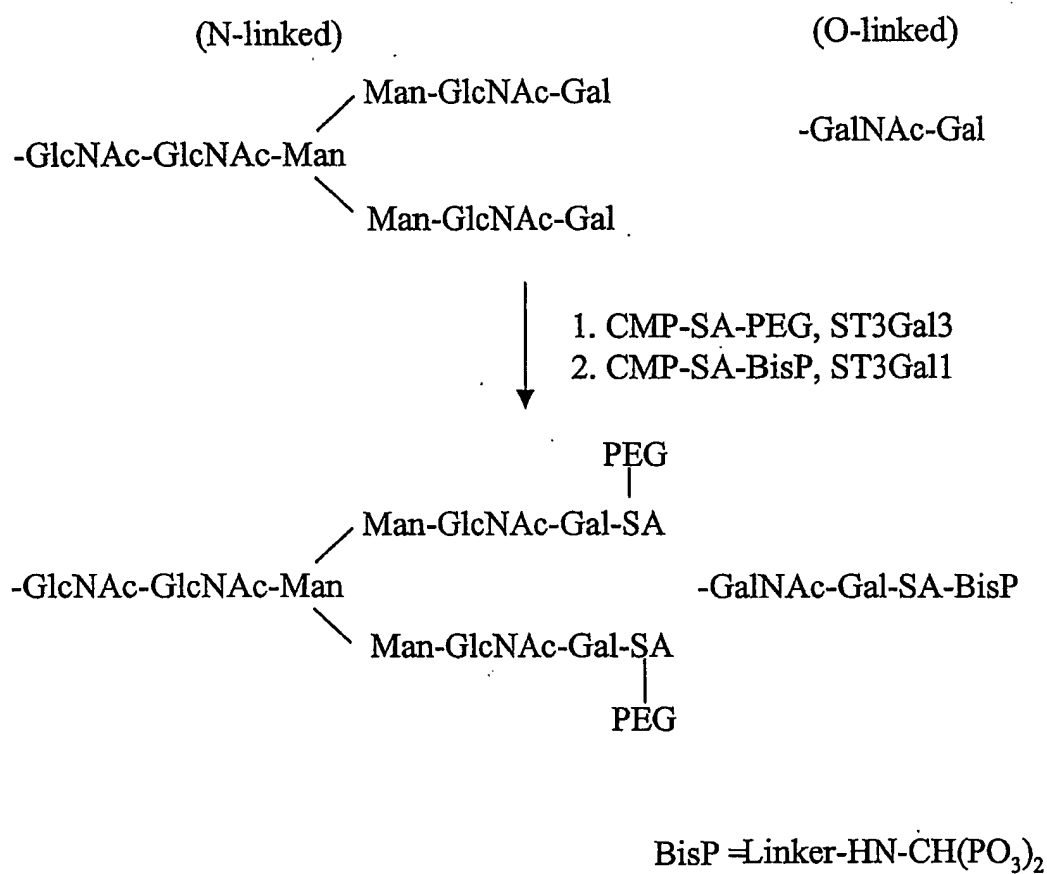 (N-linked)
(O-linked)
Man-GlcNAc-Gal
-GalNAc-Gal
-GlcNAc-GlcNAc-Man
Man-GlcNAc-Gal
1. CMP-SA-PEG, ST3Gal3
2. CMP-SA-BisP, ST3Gal1
PEG
Man-GlcNAc-Gal-SA
-GlcNAc-GlcNAc-Man
-GalNAc-Gal-SA-BisP
Man-GlcNAc-Gal-SA
PEG
BisP =Linker-HN-CH(PO₃)₂